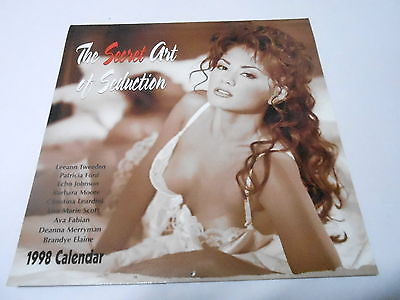 The Secret Art
of Seduction
Leeann Tweeden
Patricia Ford
Echo Johnson
Barbara Moore
Christina Leardini
Lisa Marie Scott
Ava Fabian
Deanna Merryman
Brandye Elaine
1998 Calendar